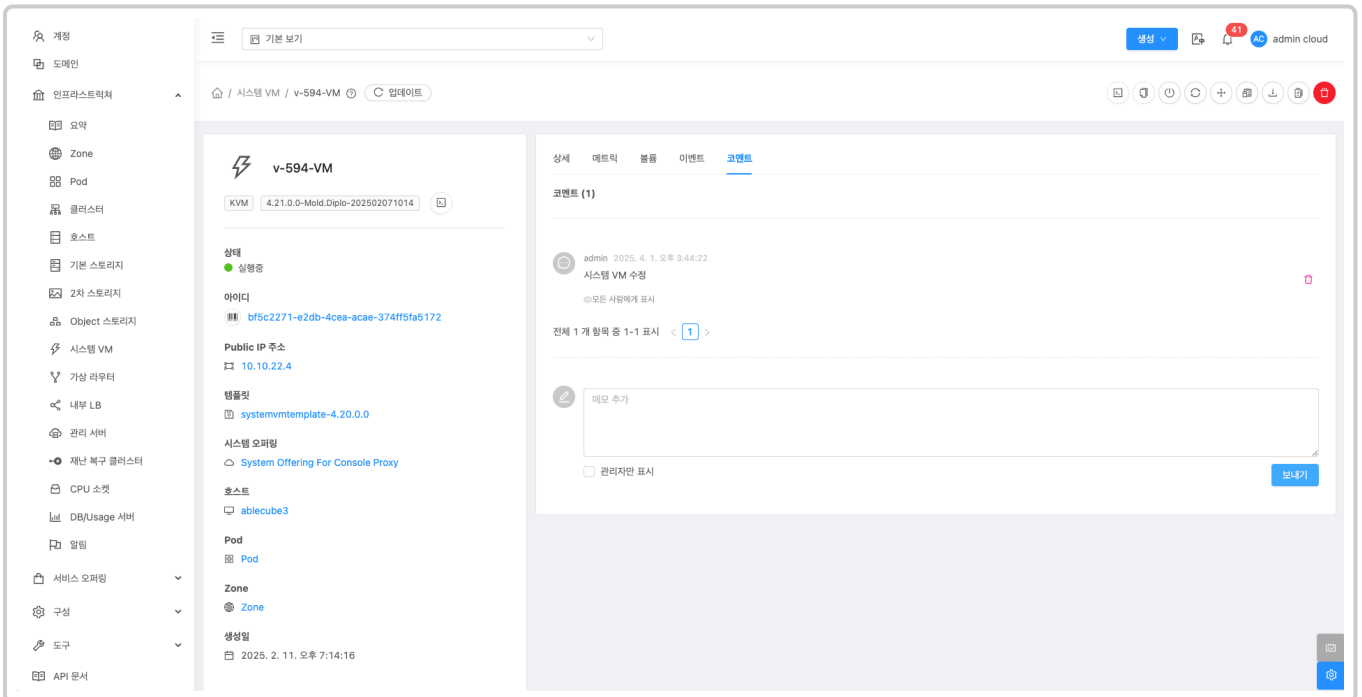 계정
도메인
인프라스트럭쳐
요약
Zone
Pod
클러스터
호스트
기본 스토리지
2차 스토리지
Object 스토리지
시스템 VM
가상 라우터
내부 LB
관리 서버
재난 복구 클러스터
CPU 소켓
DB/Usage 서버
알림
서비스 오퍼링
구성
도구
API 문서
기본 보기
생성
41
AC
admin cloud
/ 시스템 VM / v-594-VM
업데이트
v-594-VM
KVM
4.21.0.0-Mold.Diplo-202502071014
상태
실행중
아이디
bf5c2271-e2db-4cea-acae-374ff5fa5172
Public IP 주소
10.10.22.4
템플릿
systemvmtemplate-4.20.0.0
시스템 오퍼링
System Offering For Console Proxy
호스트
ablecube3
Pod
Pod
Zone
Zone
생성일
2025. 2. 11. 오후 7:14:16
상세 메트릭 볼륨 이벤트 코멘트
코멘트 (1)
admin 2025. 4. 1. 오후 3:44:22
시스템 VM 수정
모든 사람에게 표시
전체 1 개 항목 중 1-1 표시 < 1 >
메모 추가
관리자만 표시
보내기